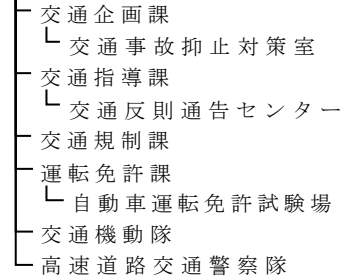 交通企画課
交通事故抑止対策室
交通指導課
交通反則通告センター
交通規制課
運転免許課
自動車運転免許試験場
交通機動隊
高速道路交通警察隊